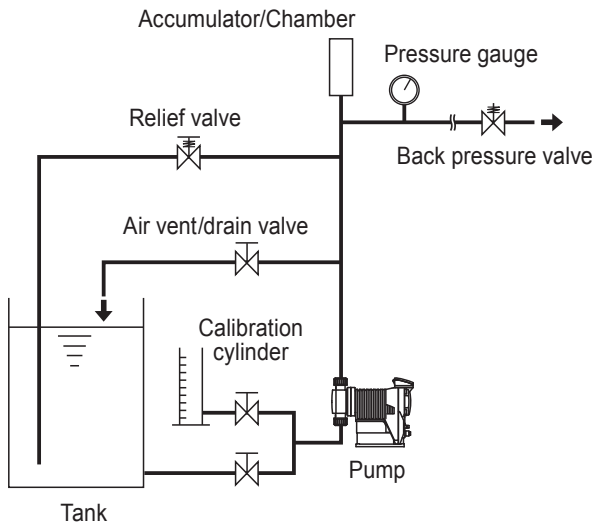 Accumulator/Chamber
Pressure gauge
Relief valve
Back pressure valve
Air vent/drain valve
Calibration
cylinder
Pump
Tank